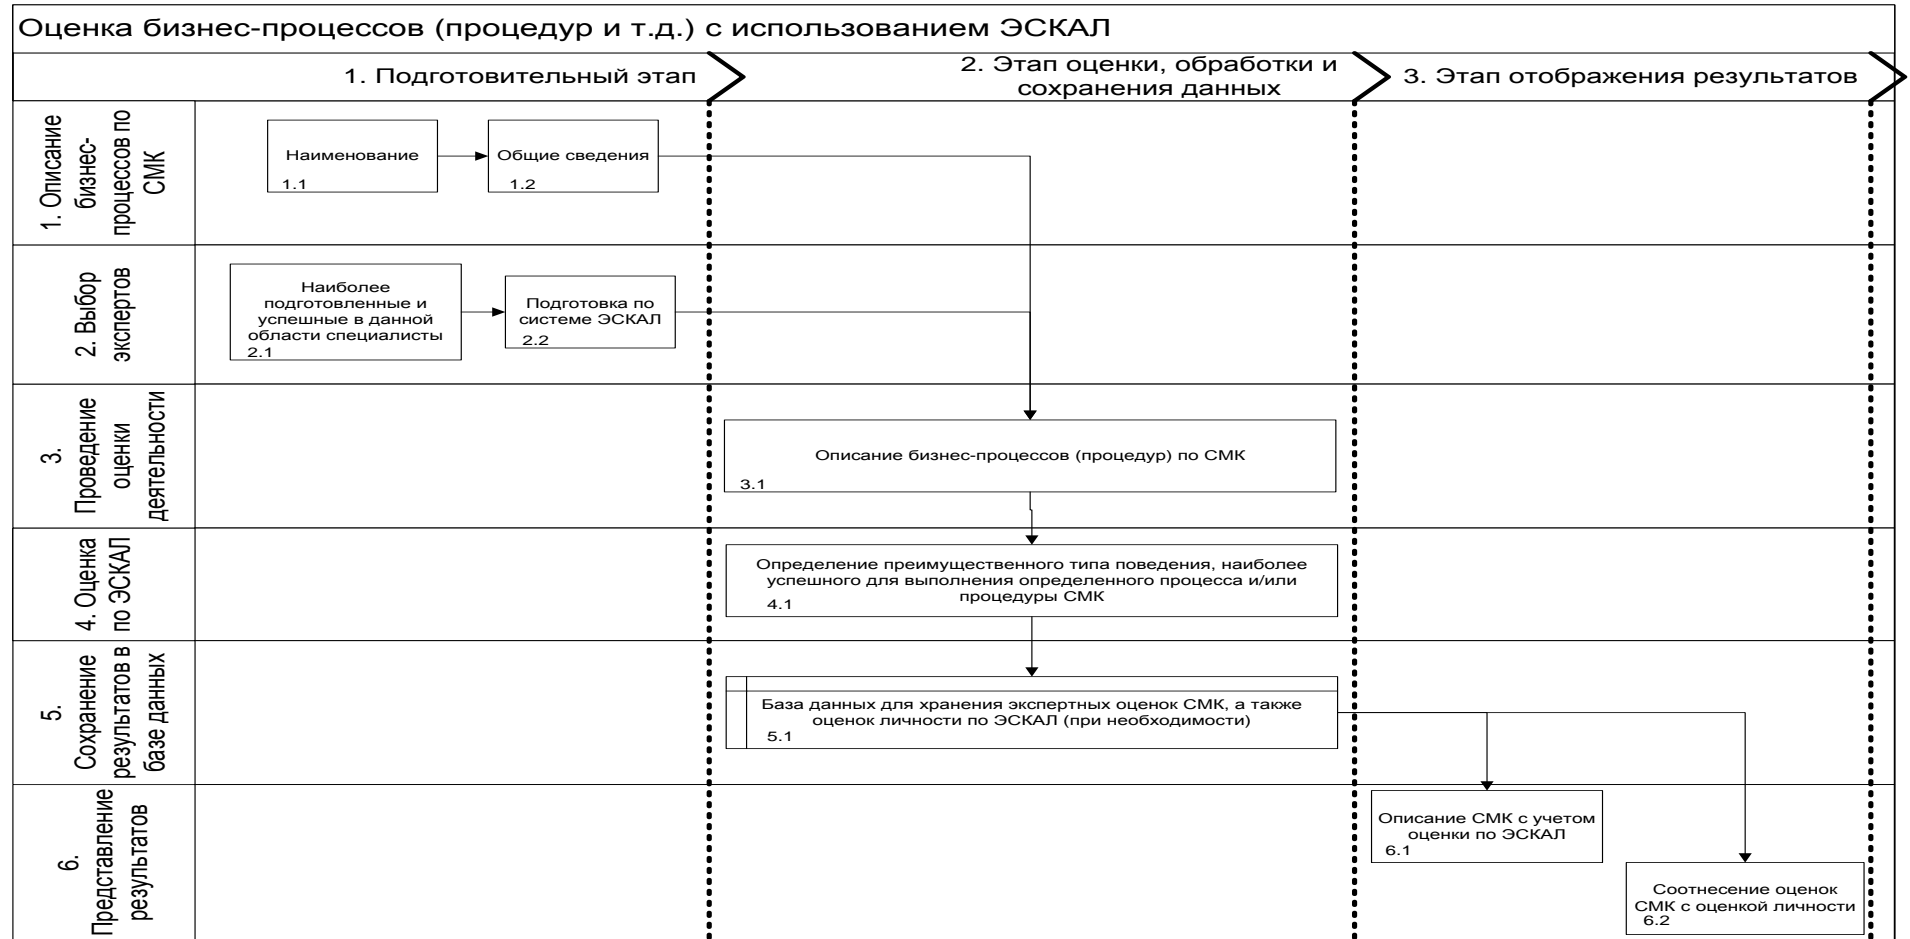 Оценка бизнес-процессов (процедур и т.д.) с использованием ЭСКАЛ
1. Подготовительный этап
2. Этап оценки, обработки и
сохранения данных
3. Этап отображения результатов
1. Описание
бизнес-
процессов по
СМК
Наименование
1.1
Общие сведения
1.2
2. Выбор
экспертов
Наиболее
подготовленные и
успешные в данной
области специалисты
2.1
Подготовка по
системе ЭСКАЛ
2.2
3.
Проведение
оценки
деятельности
Описание бизнес-процессов (процедур) по СМК
3.1
4. Оценка
по ЭСКАЛ
Определение преимущественного типа поведения, наиболее
успешного для выполнения определенного процесса и/или
процедуры СМК
4.1
5.
Сохранение
результатов в
базе данных
База данных для хранения экспертных оценок СМК, а также
оценок личности по ЭСКАЛ (при необходимости)
5.1
6.
Представление
результатов
Описание СМК с учетом
оценки по ЭСКАЛ
6.1
Соотнесение оценок
СМК с оценкой личности
6.2